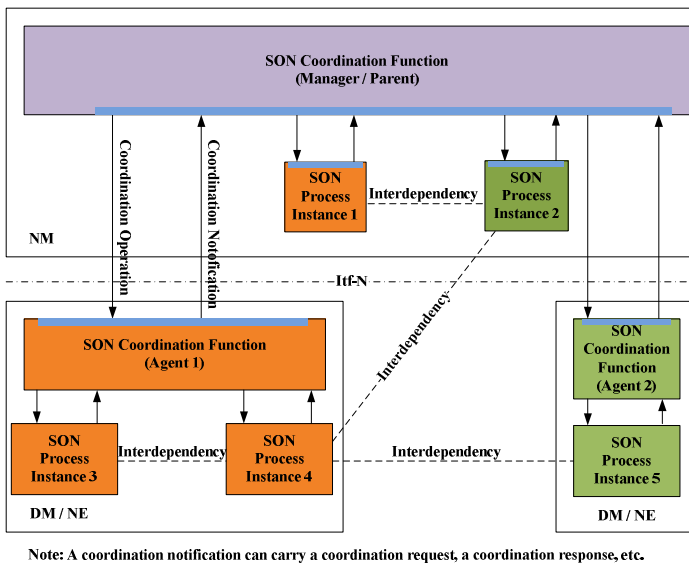 SON Coordination Function
(Manager / Parent)
Coordination Operation
Coordination Notofication
SON
Process
Instance 1
Interdependency
SON
Process
Instance 2
NM
Itf-N
Interdependency
SON Coordination Function
(Agent 1)
SON
Coordination
Function
(Agent 2)
SON
Process
Instance 3
Interdependency
SON
Process
Instance 4
Interdependency
SON
Process
Instance 5
DM / NE
DM / NE
Note: A coordination notification can carry a coordination request, a coordination response, etc.